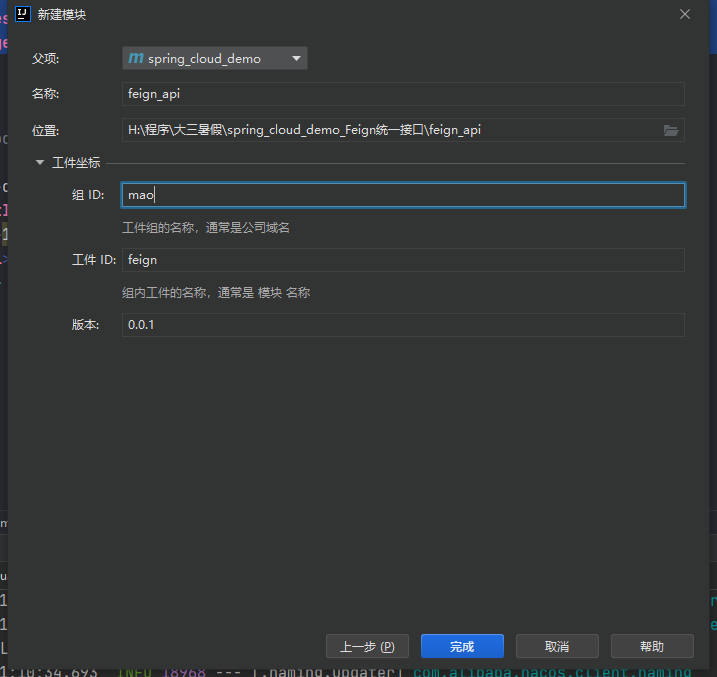 新建模块
父项: m spring_cloud_demo
名称: feign_api
位置: H:\程序\大三暑假\spring_cloud_demo_Feign统一接口\feign_api
工件坐标
组 ID: mao
工件组的名称，通常是公司域名
工件 ID: feign
组内工件的名称，通常是 模块 名称
版本: 0.0.1
上一步 (P) 完成 取消 帮助
1:10:34.693 INFO 18968 --- [.naming.updater] com.alibaba.nacos.client.naming